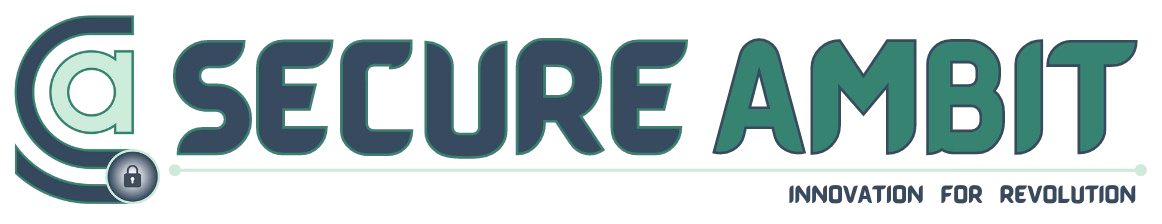 a SECURE AMBIT
INNOVATION FOR REVOLUTION